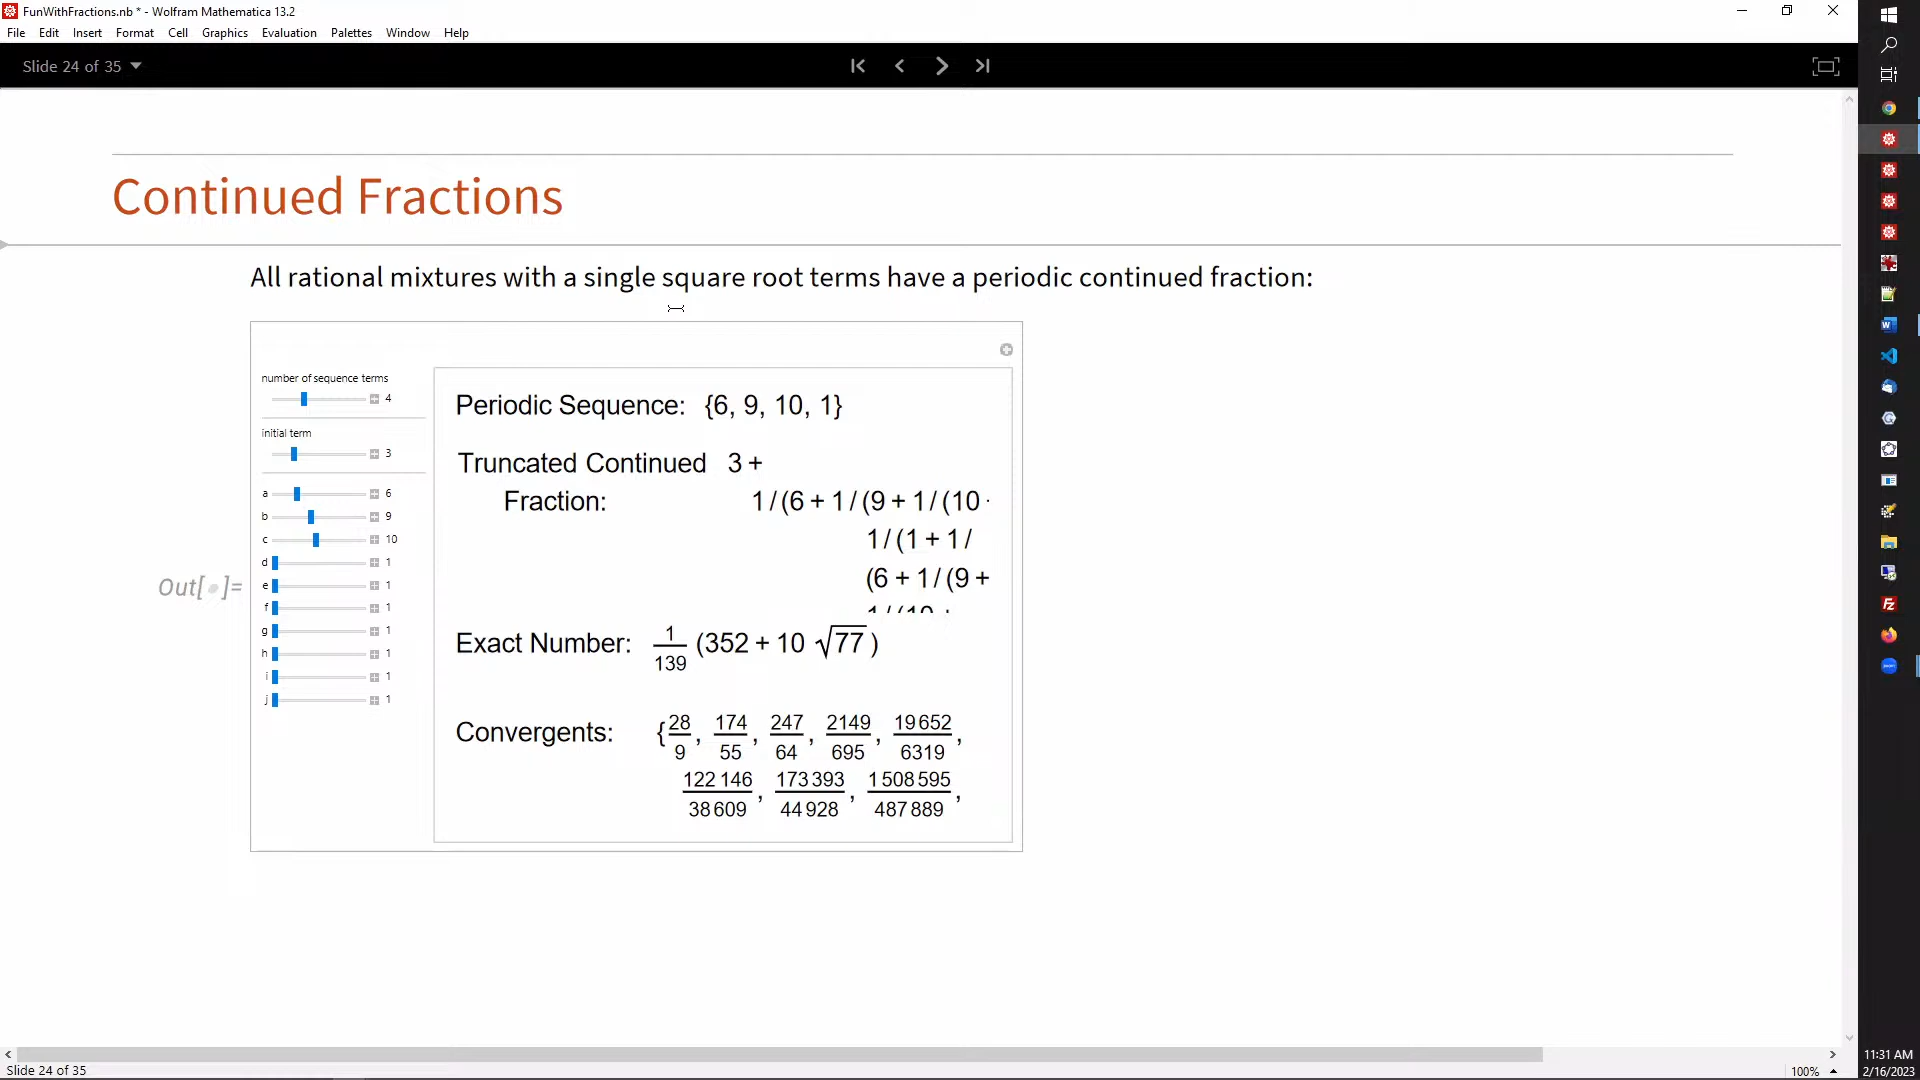 FunWithFractions.nb * - Wolfram Mathematica 13.2
File Edit Insert Format Cell Graphics Evaluation Palettes Window Help
Slide 24 of 35
Continued Fractions
All rational mixtures with a single square root terms have a periodic continued fraction:
number of sequence terms
4
initial term
3
a 6
b 9
c 10
d 1
e 1
f 1
g 1
h 1
i 1
j 1
Out[ ]=
Periodic Sequence: {6, 9, 10, 1}
Truncated Continued 3 +
Fraction: 1 / (6 + 1 / (9 + 1 / (10
1 / (1 + 1 /
(6 + 1 / (9 +
Exact Number: 1/139 (352 + 10 √77 )
Convergents: {28/9, 174/55, 247/64, 2149/695, 19652/6319,
122146/38609, 173393/44928, 1508595/487889,
Slide 24 of 35
100%
11:31 AM
2/16/2023